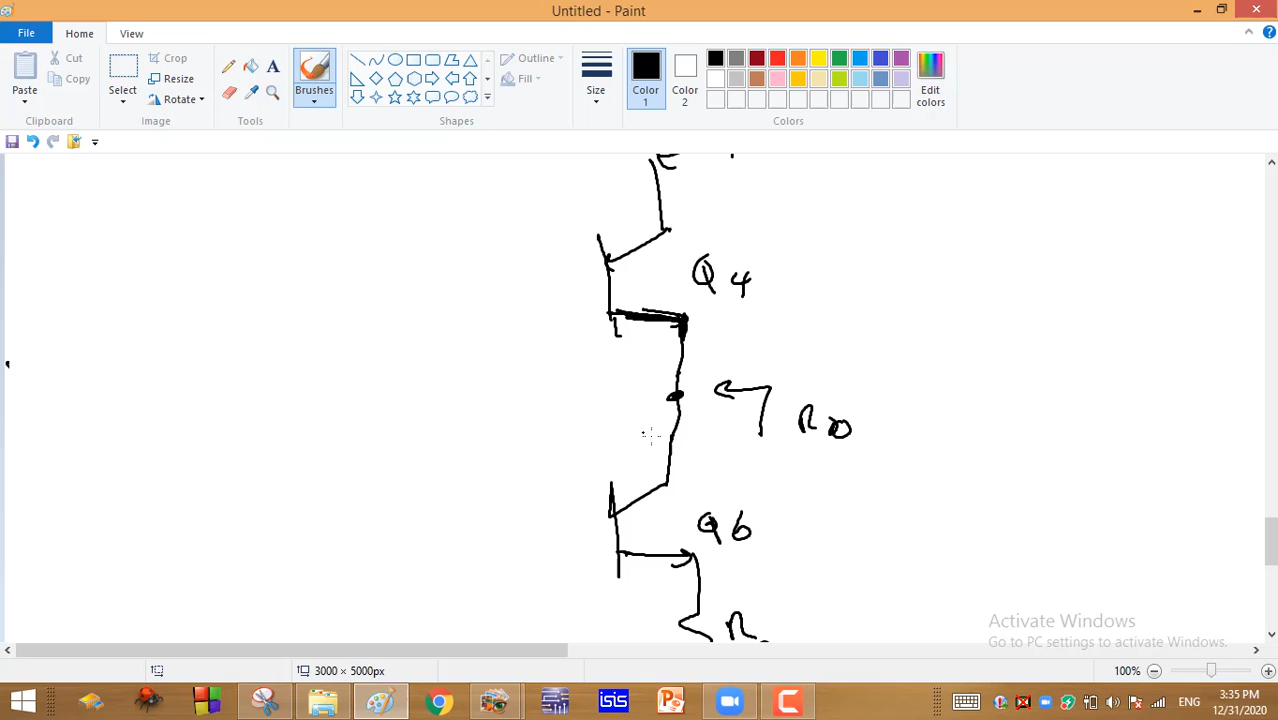 Untitled - Paint
File
Home
View
Paste
Cut
Copy
Clipboard
Select
Crop
Resize
Rotate
Image
A
Tools
Brushes
Outline
Fill
Shapes
Size
Color 1
Color 2
Edit colors
Colors
E
Q4
Q6
R
Activate Windows
Go to PC settings to activate Windows.
3000 × 5000px
100%
isis
ENG
3:35 PM
12/31/2020